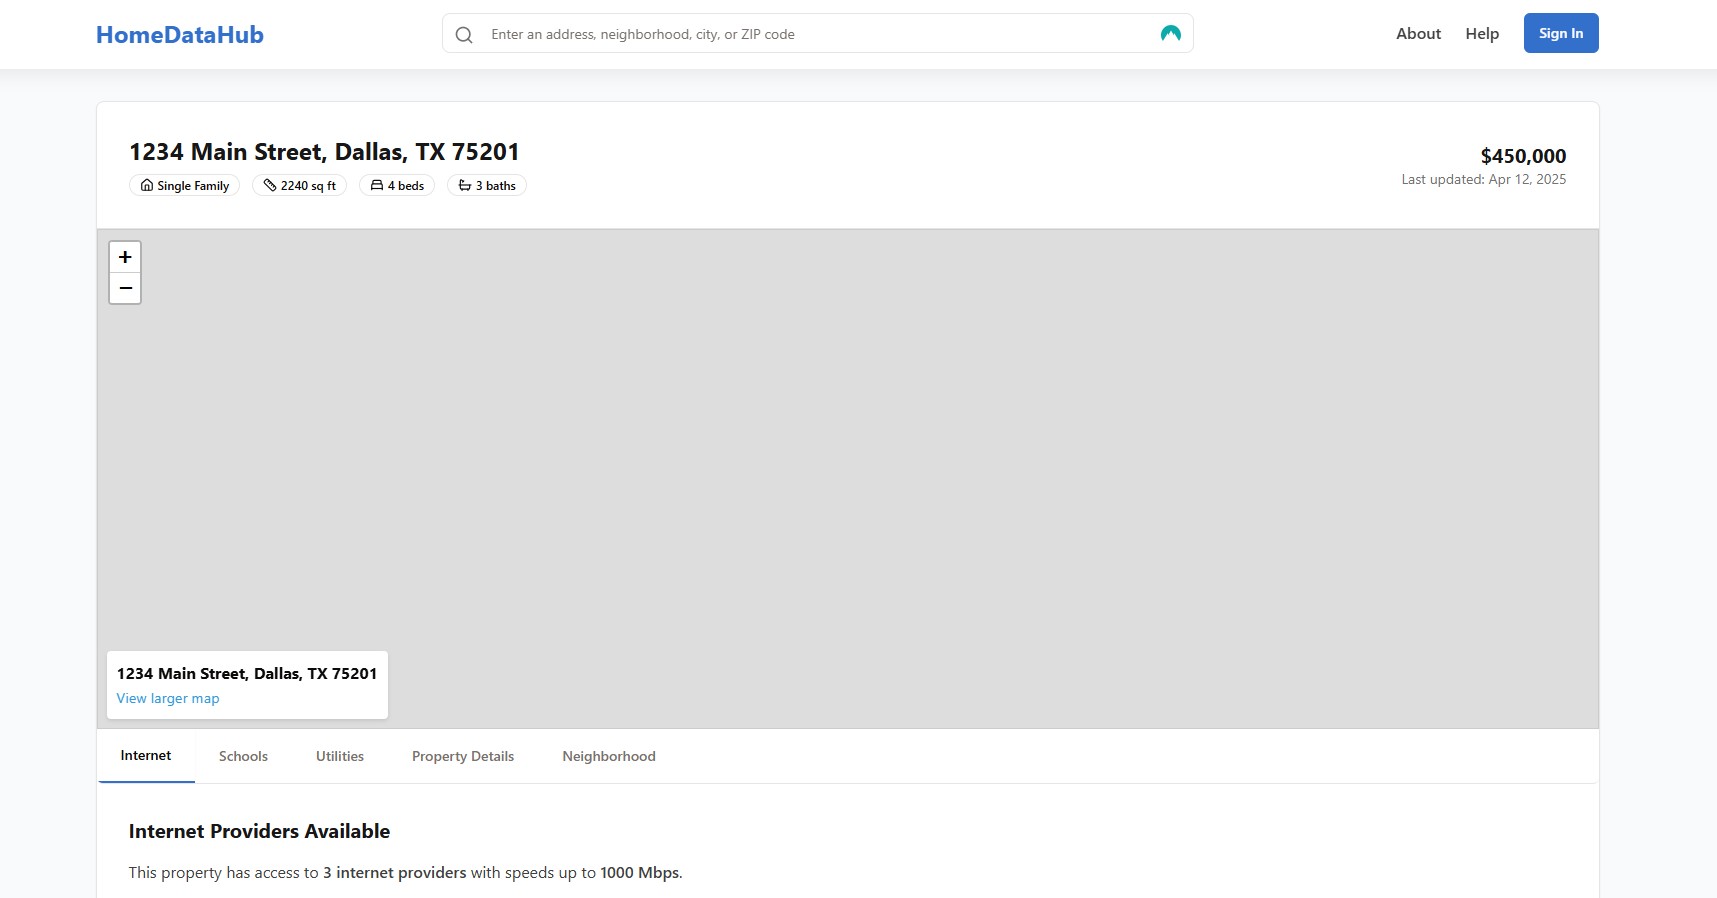 HomeDataHub
Enter an address, neighborhood, city, or ZIP code
About
Help
Sign In
1234 Main Street, Dallas, TX 75201
$450,000
Single Family
2240 sq ft
4 beds
3 baths
Last updated: Apr 12, 2025
+
−
1234 Main Street, Dallas, TX 75201
View larger map
Internet
Schools
Utilities
Property Details
Neighborhood
Internet Providers Available
This property has access to 3 internet providers with speeds up to 1000 Mbps.